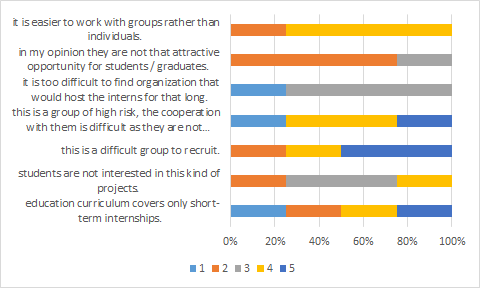 it is easier to work with groups rather than
individuals.
in my opinion they are not that attractive
opportunity for students / graduates.
it is too difficult to find organization that
would host the interns for that long.
this is a group of high risk, the cooperation
with them is difficult as they are not...
this is a difficult group to recruit.
students are not interested in this kind of
projects.
education curriculum covers only short-
term internships.
0% 20% 40% 60% 80% 100%
1 2 3 4 5